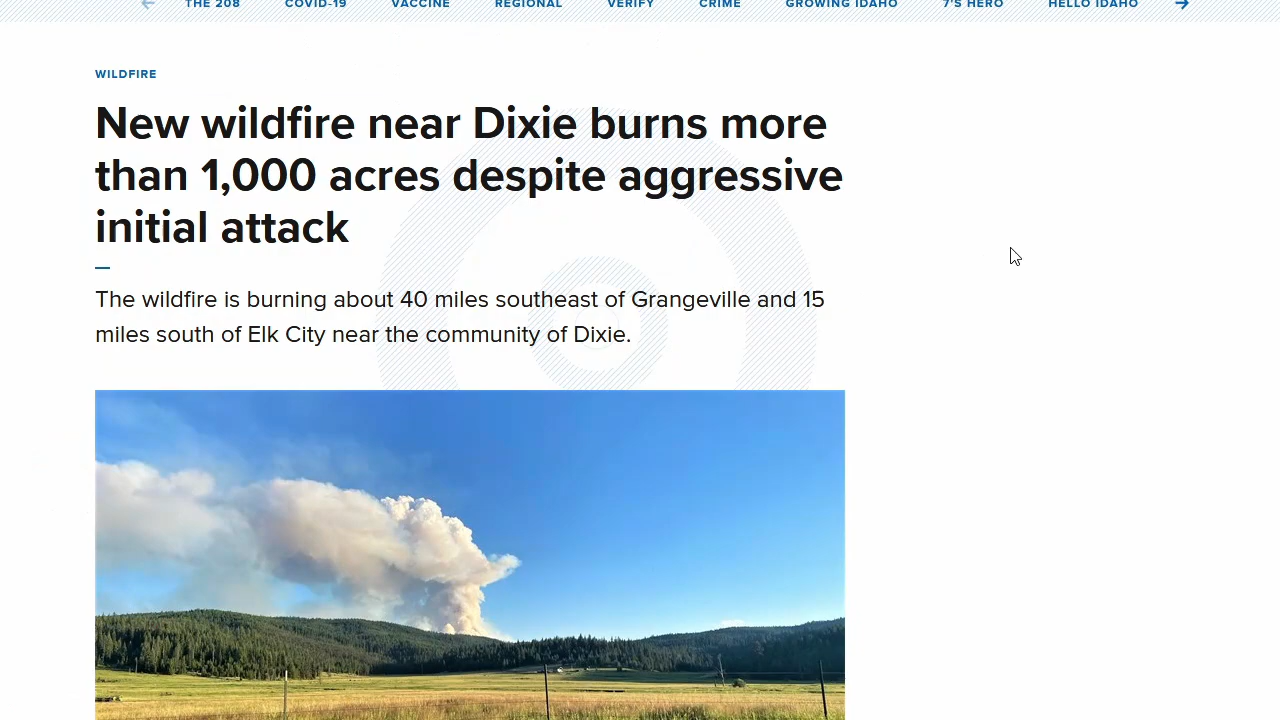 THE 208 COVID-19 VACCINE REGIONAL VERIFY CRIME GROWING IDAHO 7'S HERO HELLO IDAHO
WILDFIRE
New wildfire near Dixie burns more
than 1,000 acres despite aggressive
initial attack
The wildfire is burning about 40 miles southeast of Grangeville and 15
miles south of Elk City near the community of Dixie.